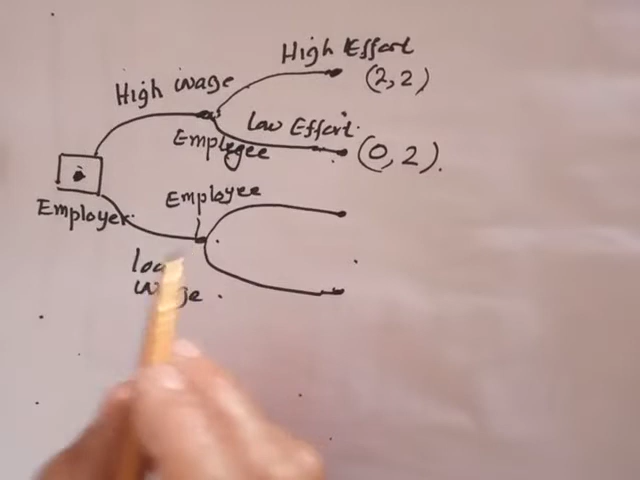 High Effort
(2,2)
High wage
Low Effort.
Employee
(0,2).
Employee
Employer.
wage.